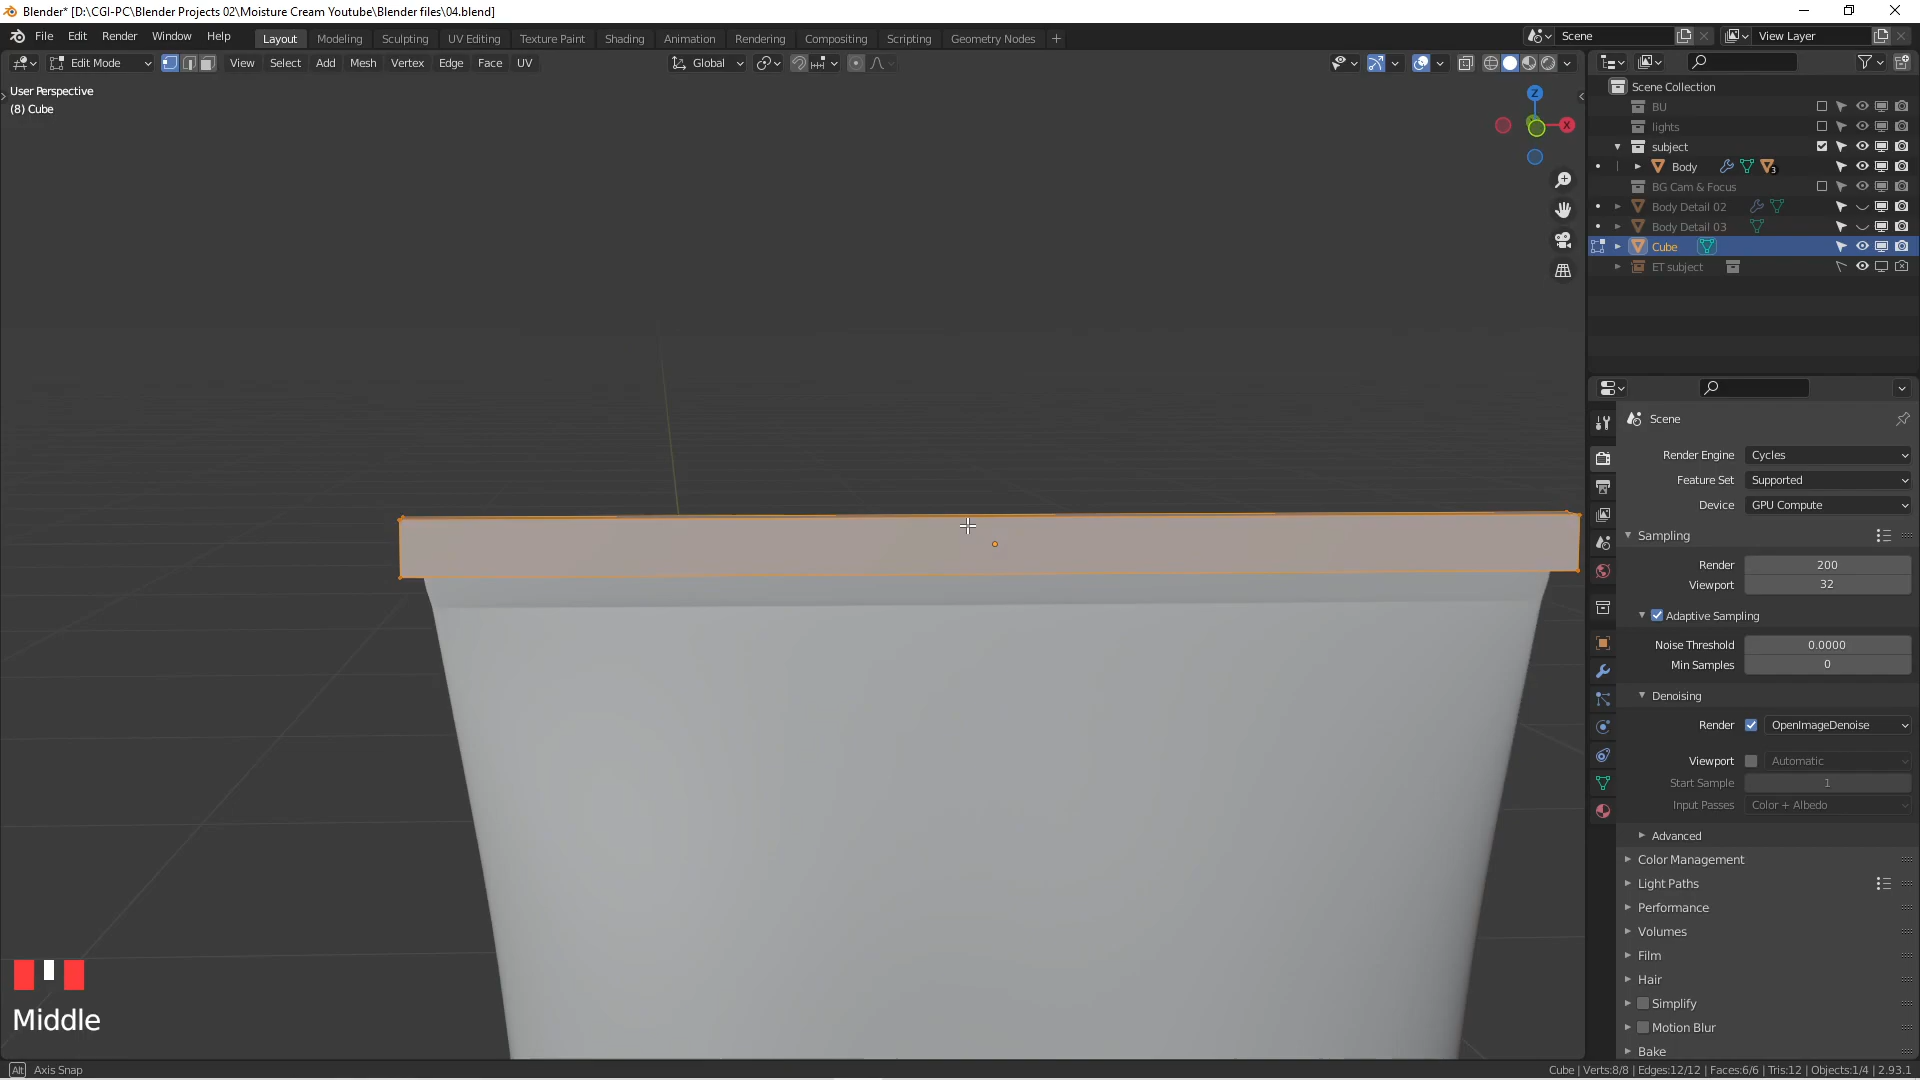 Blender* [D:\CGI-PC\Blender Projects 02\Moisture Cream Youtube\Blender files\04.blend]
File Edit Render Window Help Layout Modeling Sculpting UV Editing Texture Paint Shading Animation Rendering Compositing Scripting Geometry Nodes + Scene View Layer
Edit Mode View Select Add Mesh Vertex Edge Face UV Global
User Perspective
(8) Cube
Z
X
Scene Collection
BU
lights
subject
Body 3
BG Cam & Focus
Body Detail 02
Body Detail 03
Cube
ET subject
Scene
Render Engine Cycles
Feature Set Supported
Device GPU Compute
Sampling
Render 200
Viewport 32
Adaptive Sampling
Noise Threshold 0.0000
Min Samples 0
Denoising
Render OpenImageDenoise
Viewport Automatic
Start Sample 1
Input Passes Color + Albedo
Advanced
Color Management
Light Paths
Performance
Volumes
Film
Hair
Simplify
Motion Blur
Bake
Middle
Alt Axis Snap
Cube | Verts:8/8 | Edges:12/12 | Faces:6/6 | Tris:12 | Objects:1/4 | 2.93.1